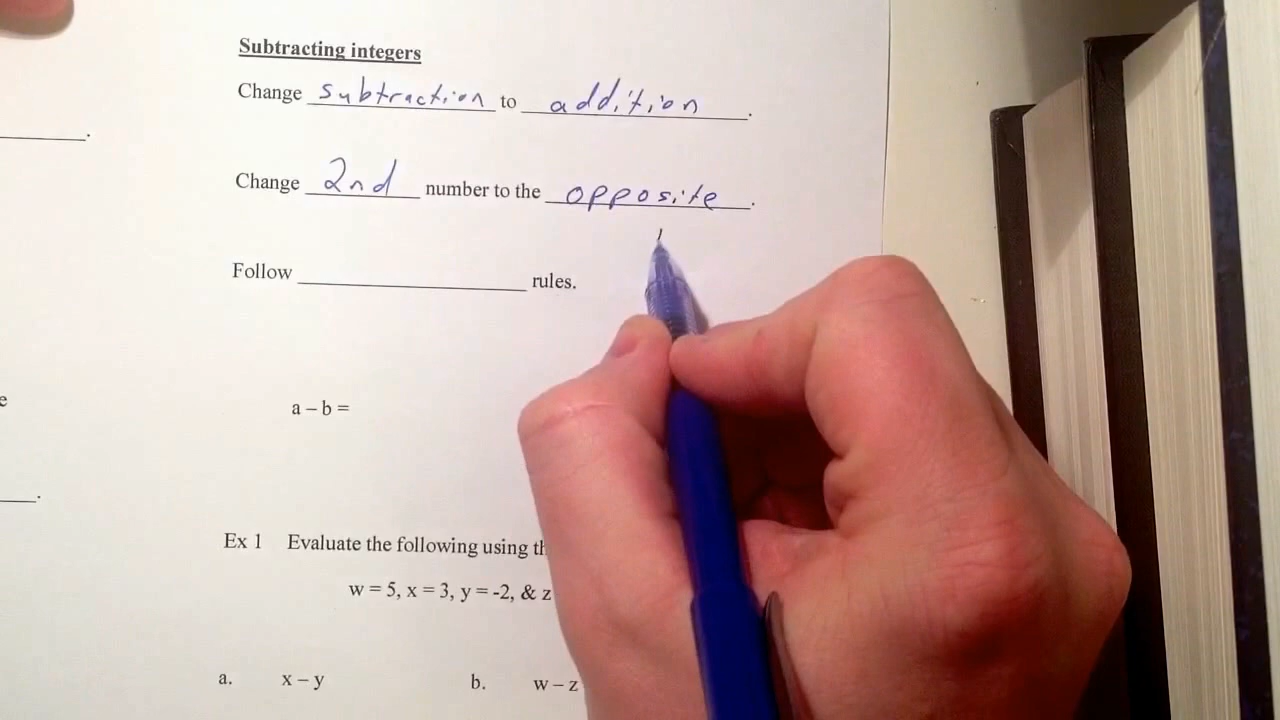 Subtracting integers
Change subtraction to addition.
Change 2nd number to the opposite.
Follow ____________________ rules.
a – b =
Ex 1 Evaluate the following using
w = 5, x = 3, y = -2, & z
a. x – y b. w – z